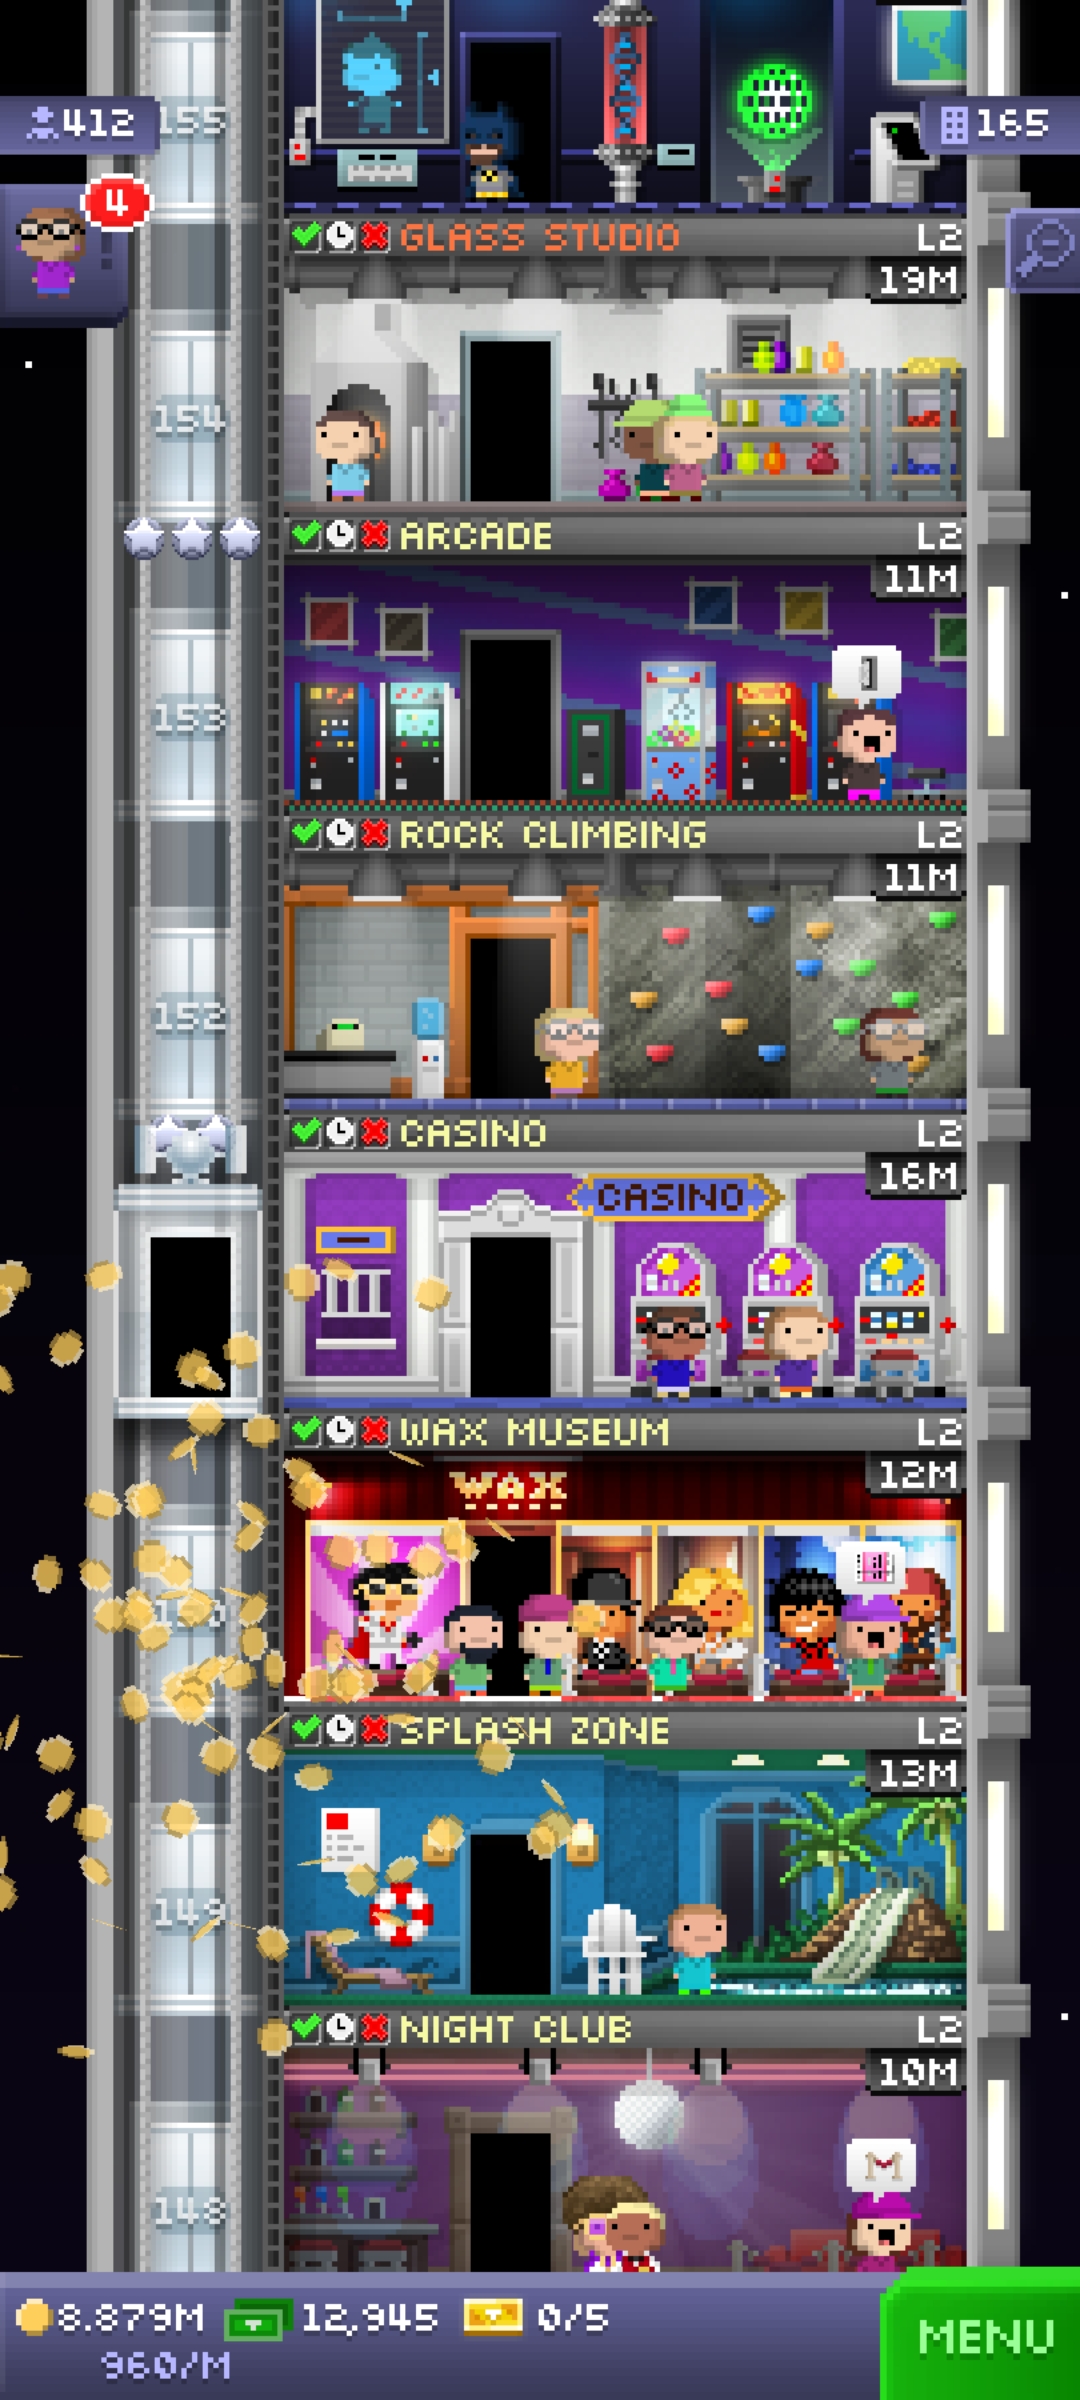 412
155
165
4
GLASS STUDIO L2
19M
154
ARCADE L2
11M
153
ROCK CLIMBING L2
11M
152
CASINO L2
16M
CASINO
WAX MUSEUM L2
12M
WAX
SPLASH ZONE L2
13M
149
NIGHT CLUB L2
10M
M
148
8.879M 12,945 0/5
960/M
MENU